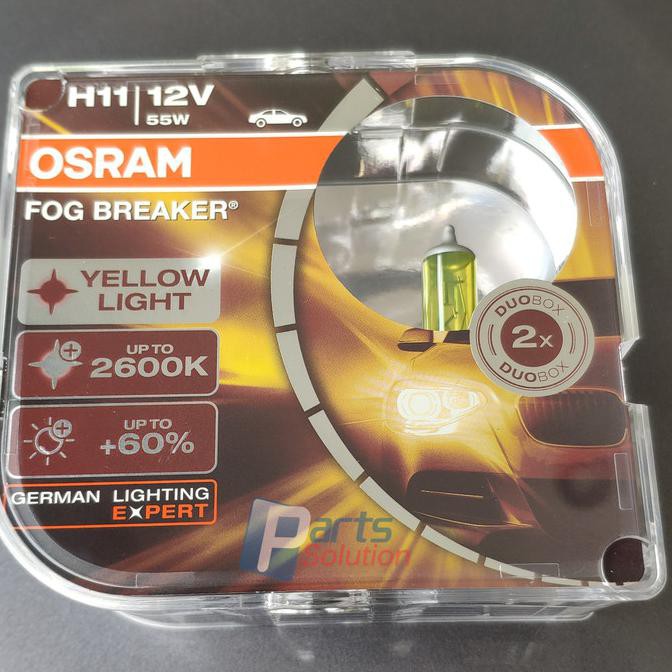 H11 12V
55W
OSRAM
FOG BREAKER®
YELLOW
LIGHT
UP TO
2600K
UP TO
+60%
GERMAN LIGHTING
EXPERT
DUOBOX
2x
DUOBOX
Parts
Solution